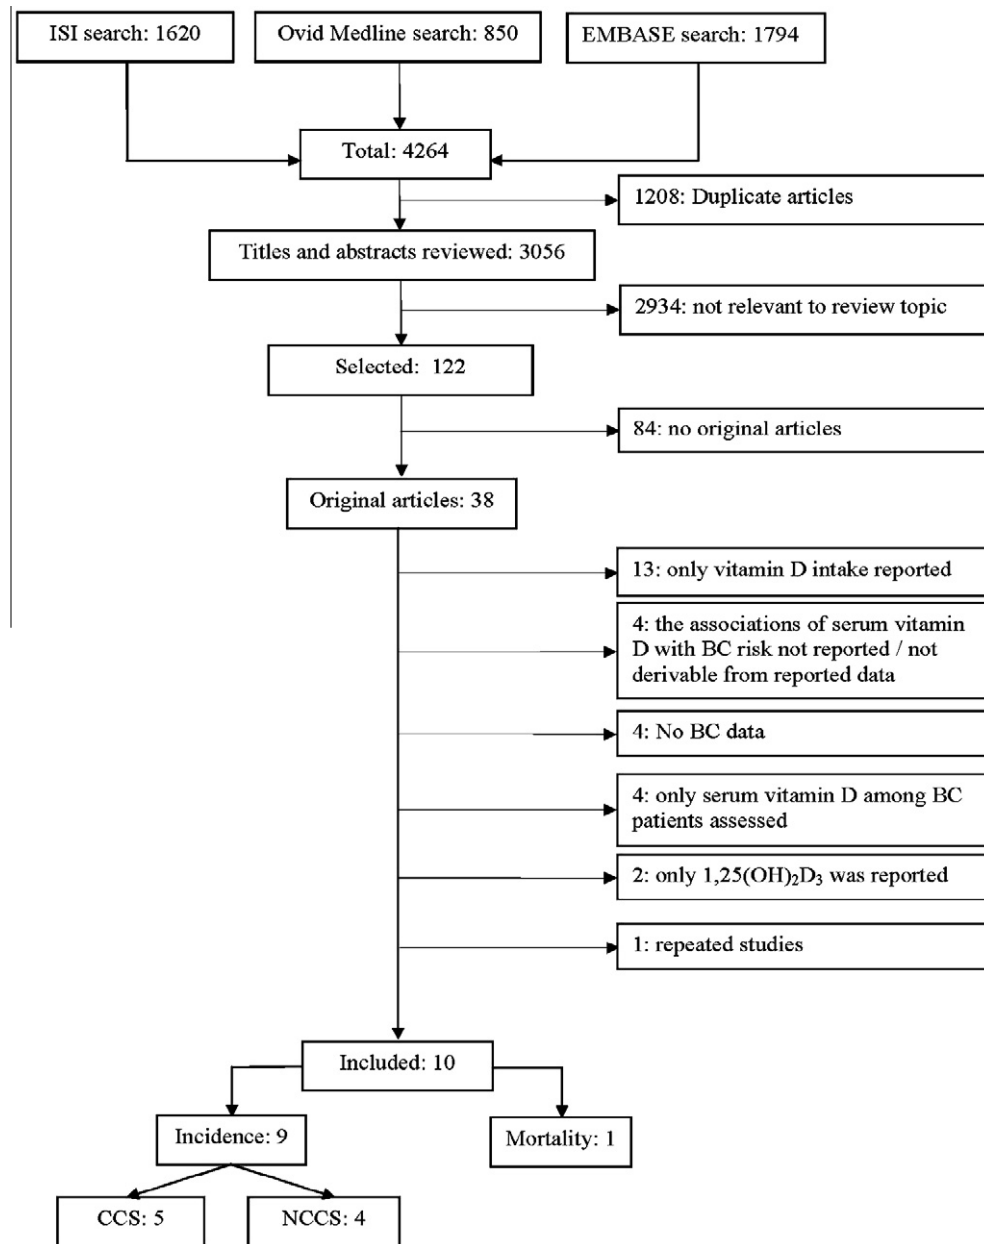 ISI search: 1620
Ovid Medline search: 850
EMBASE search: 1794
Total: 4264
1208: Duplicate articles
Titles and abstracts reviewed: 3056
2934: not relevant to review topic
Selected: 122
84: no original articles
Original articles: 38
13: only vitamin D intake reported
4: the associations of serum vitamin
D with BC risk not reported / not
derivable from reported data
4: No BC data
4: only serum vitamin D among BC
patients assessed
2: only 1,25(OH)₂D₃ was reported
1: repeated studies
Included: 10
Incidence: 9
Mortality: 1
CCS: 5
NCCS: 4